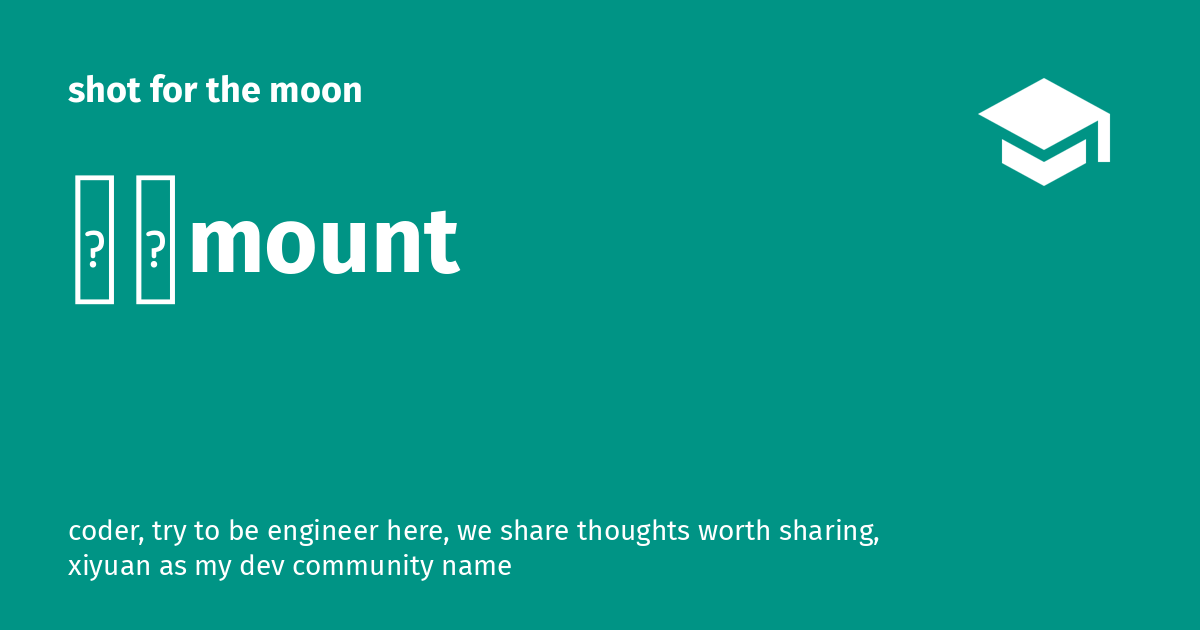 shot for the moon
mount
coder, try to be engineer here, we share thoughts worth sharing,
xiyuan as my dev community name